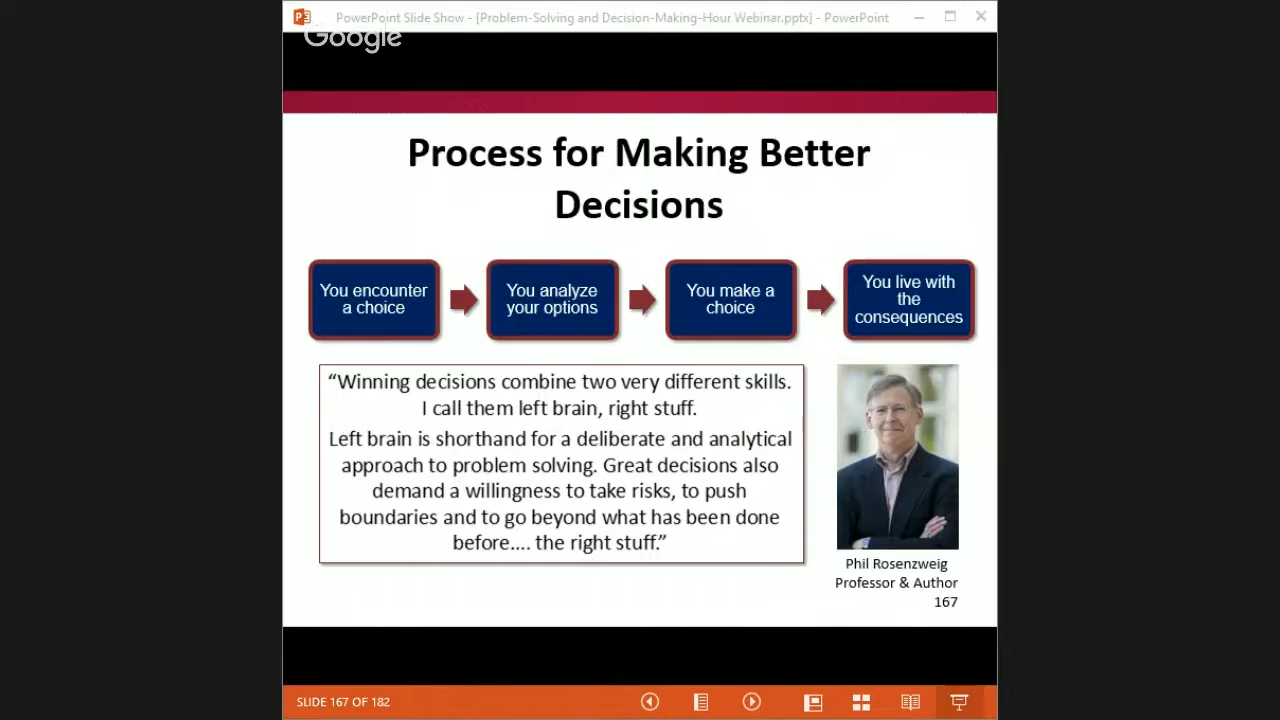 PowerPoint Slide Show - [Problem-Solving and Decision-Making-Hour Webinar.pptx] - PowerPoint
Google
Process for Making Better
Decisions
You encounter
a choice
You analyze
your options
You make a
choice
You live with
the
consequences
“Winning decisions combine two very different skills.
I call them left brain, right stuff.
Left brain is shorthand for a deliberate and analytical
approach to problem solving. Great decisions also
demand a willingness to take risks, to push
boundaries and to go beyond what has been done
before.... the right stuff.”
Phil Rosenzweig
Professor & Author
167
SLIDE 167 OF 182